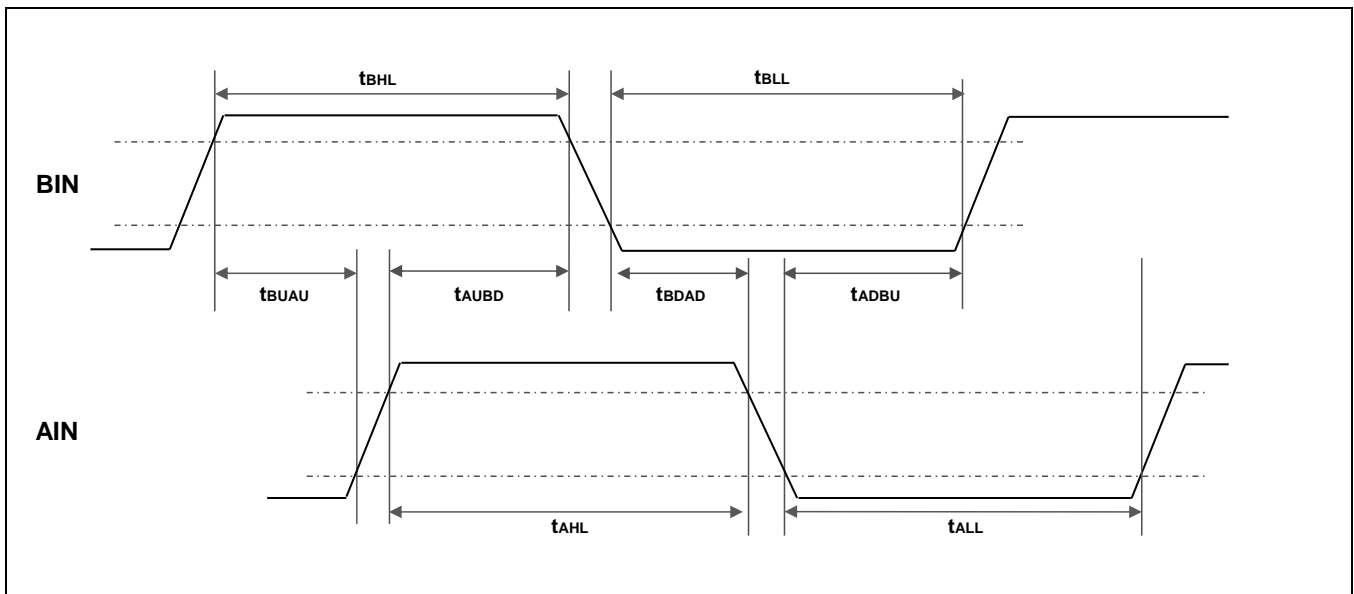 tBHL tBLL
BIN
tBUAU tAUBD tBDAD tADBU
AIN
tAHL tALL